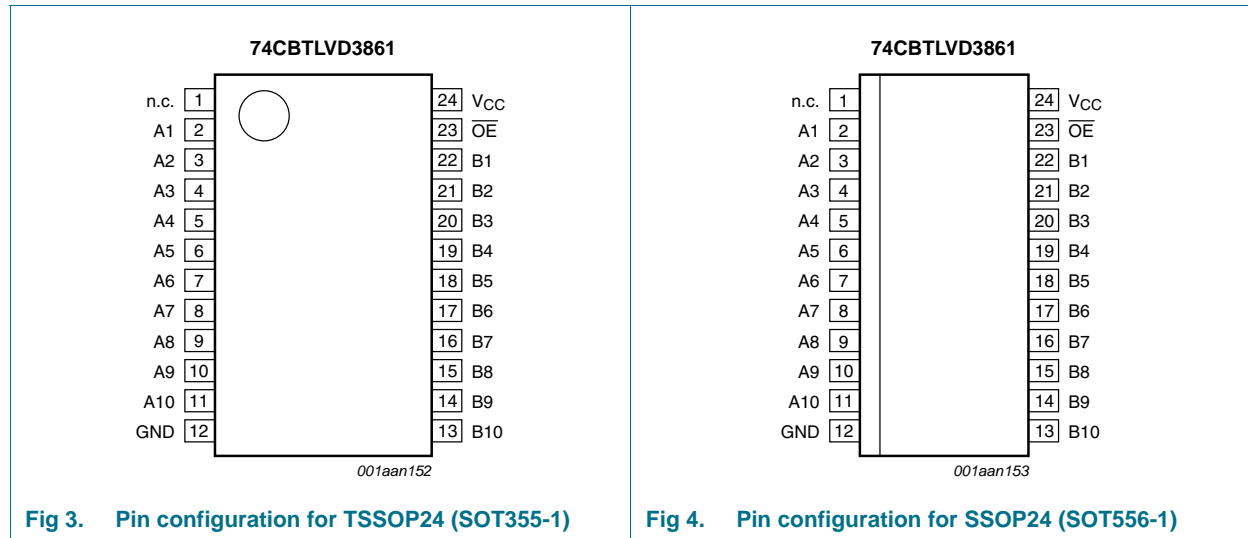 74CBTLVD3861
n.c. 1 24 VCC
A1 2 23 OE
A2 3 22 B1
A3 4 21 B2
A4 5 20 B3
A5 6 19 B4
A6 7 18 B5
A7 8 17 B6
A8 9 16 B7
A9 10 15 B8
A10 11 14 B9
GND 12 13 B10
001aan152
Fig 3. Pin configuration for TSSOP24 (SOT355-1)
74CBTLVD3861
n.c. 1 24 VCC
A1 2 23 OE
A2 3 22 B1
A3 4 21 B2
A4 5 20 B3
A5 6 19 B4
A6 7 18 B5
A7 8 17 B6
A8 9 16 B7
A9 10 15 B8
A10 11 14 B9
GND 12 13 B10
001aan153
Fig 4. Pin configuration for SSOP24 (SOT556-1)